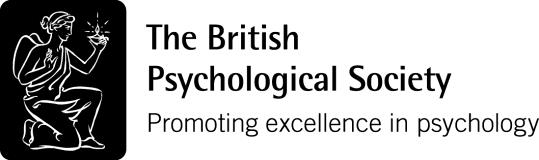 The British
Psychological Society
Promoting excellence in psychology